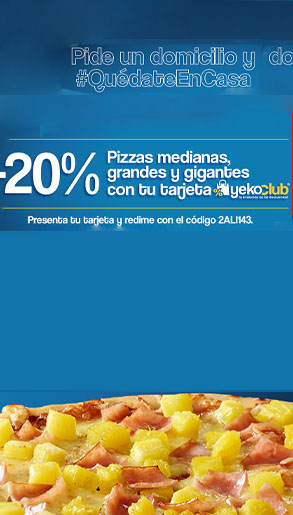 Pide un domicilio y do
#QuédateEnCasa
-20% Pizzas medianas,
grandes y gigantes
con tu tarjeta % yekoclub
Presenta tu tarjeta y redime con el código 2ALI143.